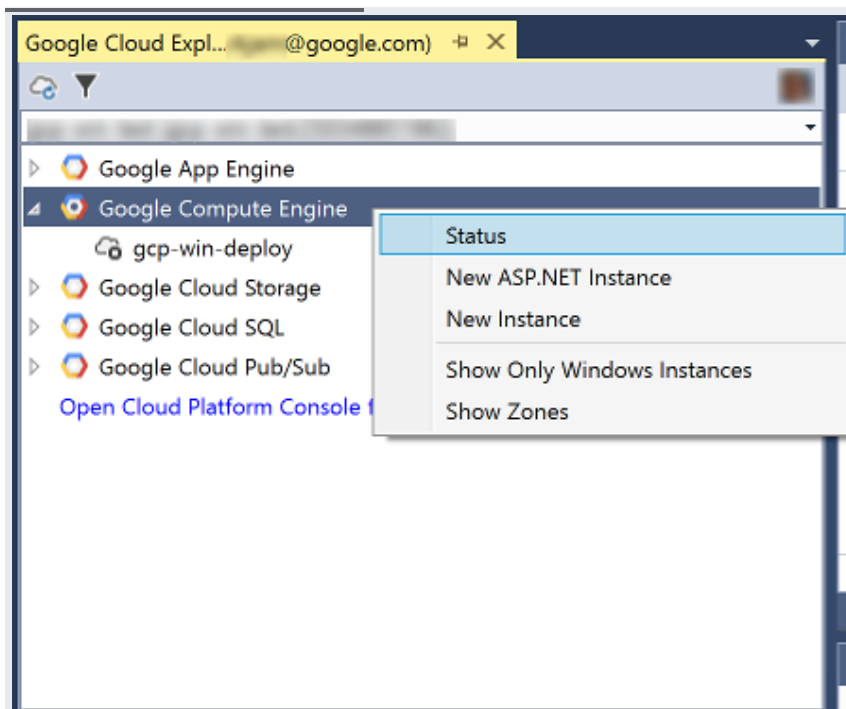 Google Cloud Expl... @google.com)
Google App Engine
Google Compute Engine
gcp-win-deploy
Google Cloud Storage
Google Cloud SQL
Google Cloud Pub/Sub
Open Cloud Platform Console
Status
New ASP.NET Instance
New Instance
Show Only Windows Instances
Show Zones